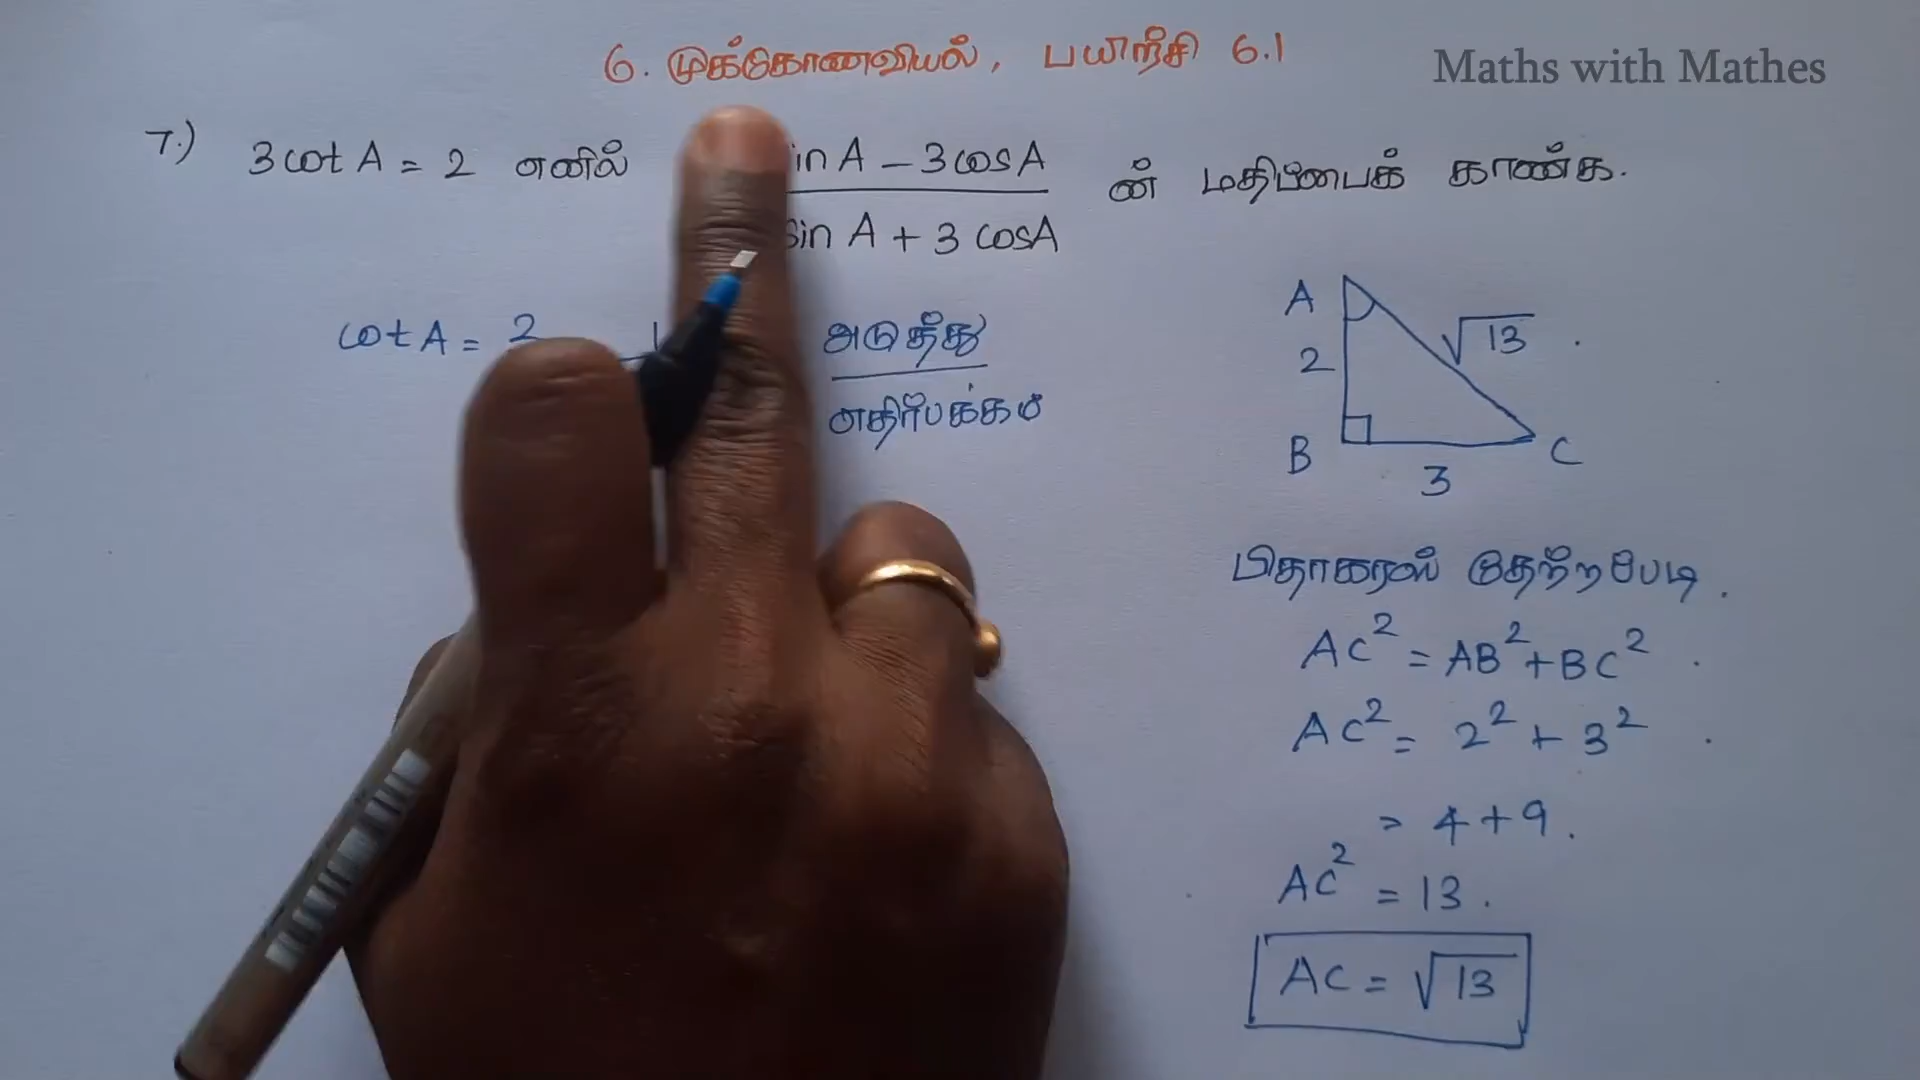 6. முக்கோணவியல், பயிற்சி 6.1
Maths with Mathes
7.) 3 cot A = 2 எனில்
in A - 3 cos A
sin A + 3 cos A
ன் மதிப்பைக் காண்க.
cot A = 2
அடுத்து
எதிர்பக்கம்
A
2
√13
B
3
C
பிதாகரஸ் தேற்றப்படி
AC² = AB² + BC²
AC² = 2² + 3²
= 4 + 9.
AC² = 13.
AC = √13